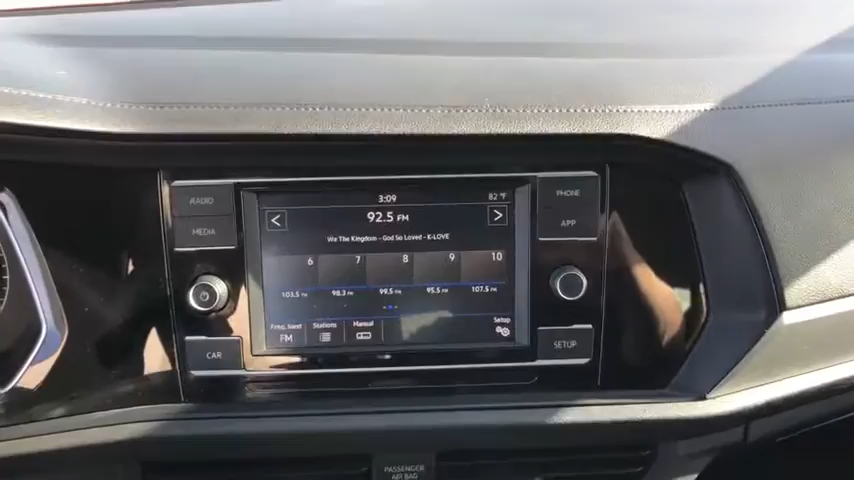 RADIO
MEDIA
CAR
3:09
82 °F
92.5 FM
We The Kingdom - God So Loved - K-LOVE
6 7 8 9 10
103.5 FM 98.3 FM 99.5 FM 95.5 FM 107.5 FM
Freq. band Stations Manual Setup
FM
PHONE
APP
SETUP
PASSENGER
AIR BAG